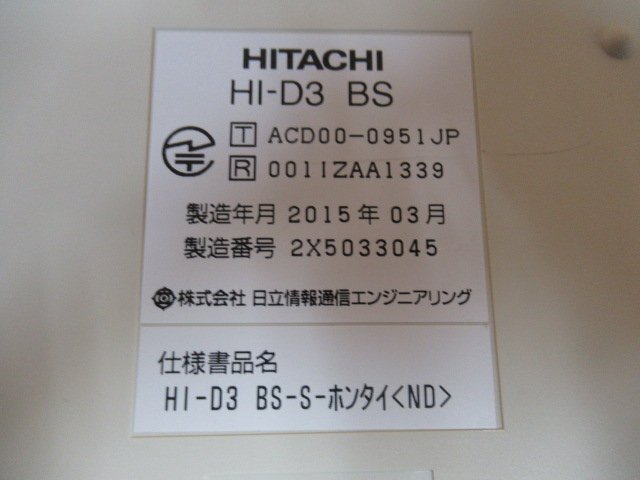 HITACHI
HI-D3 BS
T ACD00-0951JP
R 001IZAA1339
製造年月 2015年 03月
製造番号 2X5033045
株式会社 日立情報通信エンジニアリング
仕様書品名
HI-D3 BS-S-ホンタイ<ND>